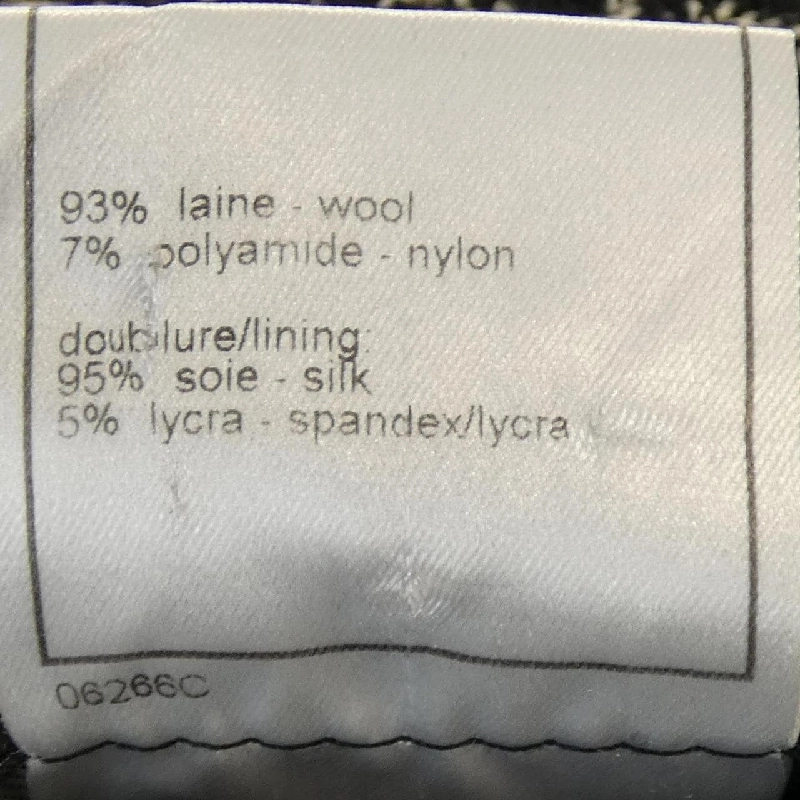 93% laine - wool
7% polyamide - nylon
doublure/lining:
95% soie - silk
5% lycra - spandex/lycra
06266C